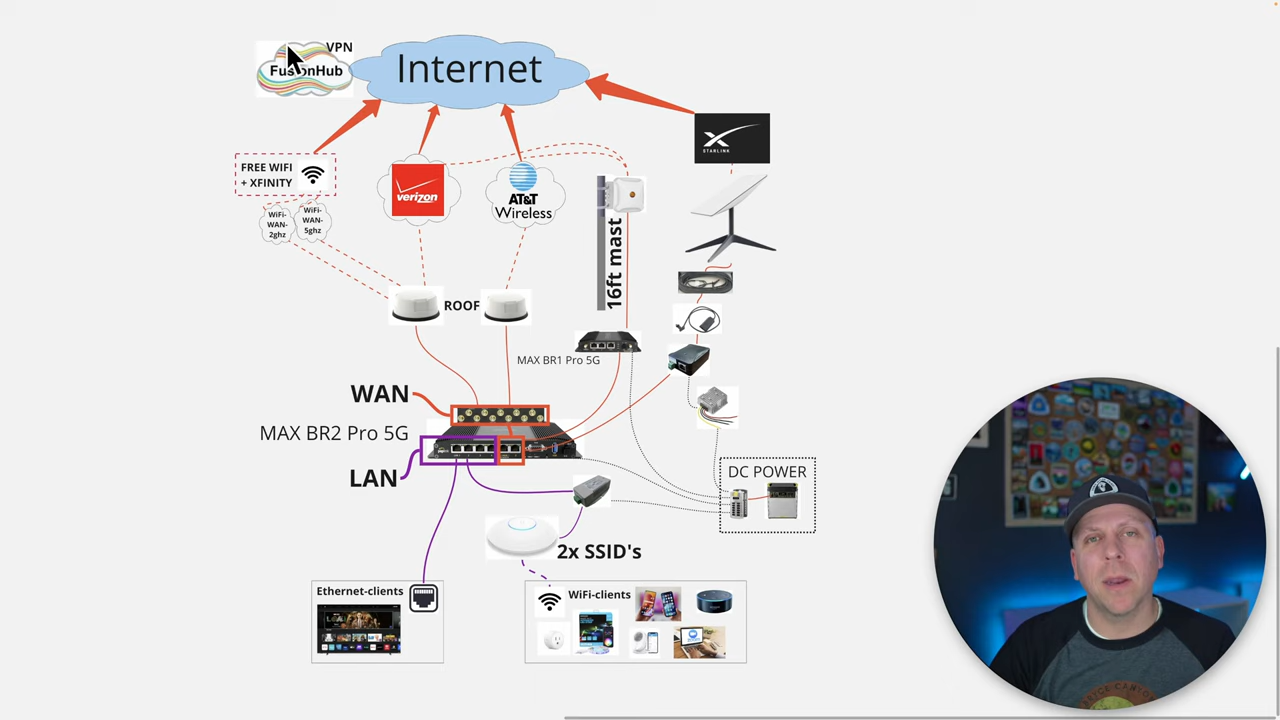 VPN
FusionHub
Internet
STARLINK
FREE WIFI
+ XFINITY
verizon
AT&T
Wireless
WiFi-
WAN-
2ghz
WiFi-
WAN-
5ghz
16ft mast
ROOF
MAX BR1 Pro 5G
WAN
MAX BR2 Pro 5G
LAN
DC POWER
2x SSID's
Ethernet-clients
WiFi-clients